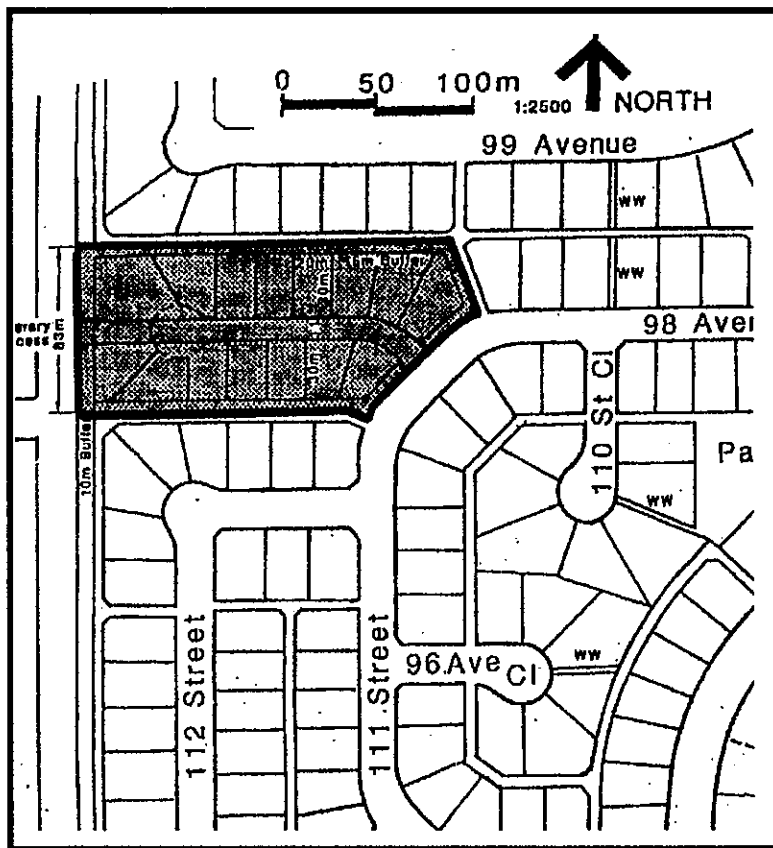 0 50 100m
1:2500 NORTH
99 Avenue
ww
ww
98 Aven
110 St Cl
10m Buffe
Pa
ww
112 Street
111 Street
96 Ave Cl
ww